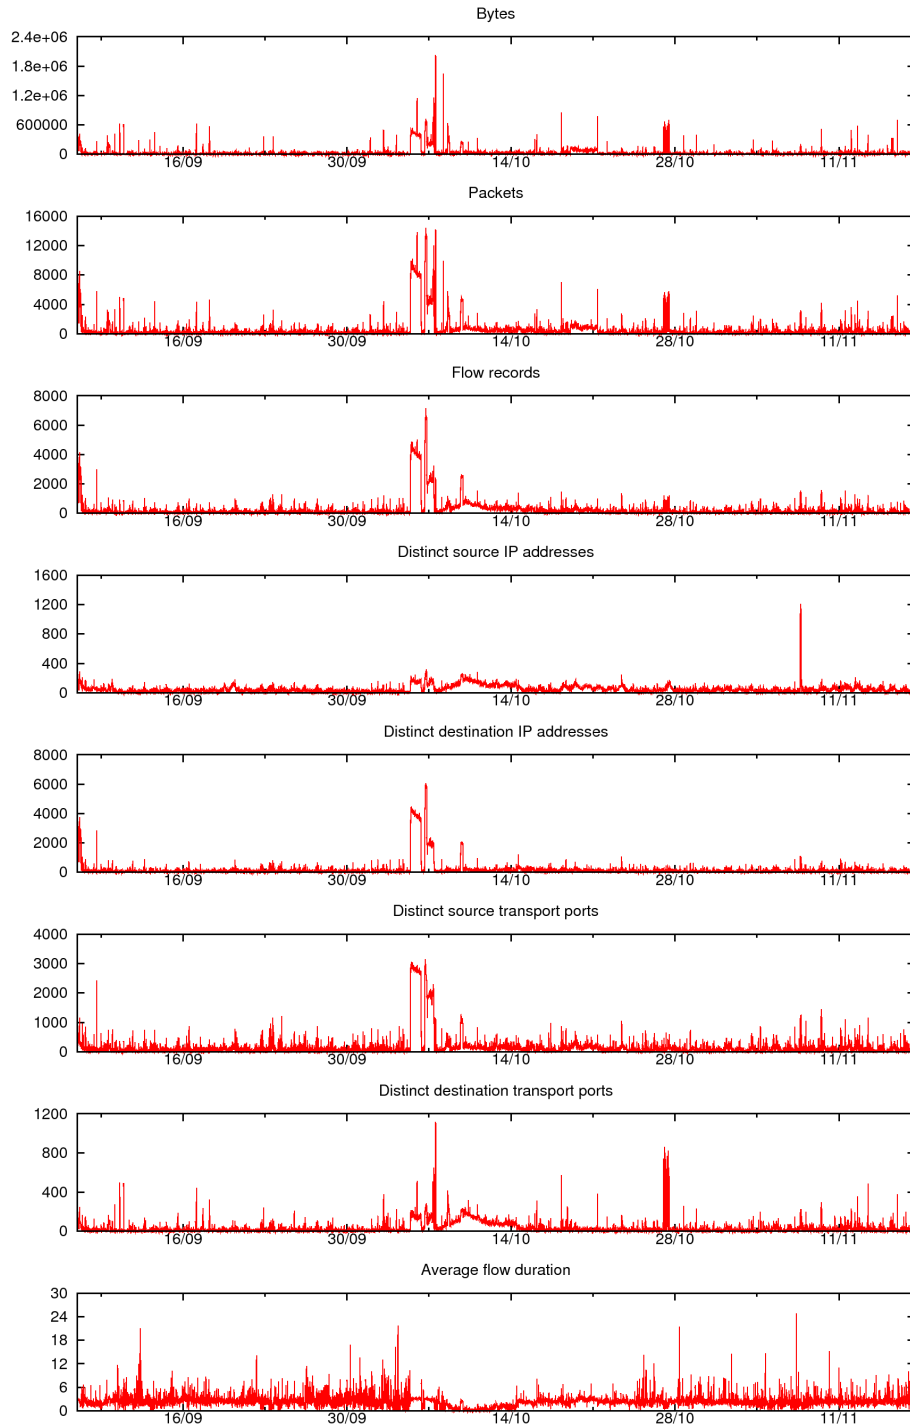 Bytes
2.4e+06
1.8e+06
1.2e+06
600000
0
16/09 30/09 14/10 28/10 11/11
Packets
16000
12000
8000
4000
0
16/09 30/09 14/10 28/10 11/11
Flow records
8000
6000
4000
2000
0
16/09 30/09 14/10 28/10 11/11
Distinct source IP addresses
1600
1200
800
400
0
16/09 30/09 14/10 28/10 11/11
Distinct destination IP addresses
8000
6000
4000
2000
0
16/09 30/09 14/10 28/10 11/11
Distinct source transport ports
4000
3000
2000
1000
0
16/09 30/09 14/10 28/10 11/11
Distinct destination transport ports
1200
800
400
0
16/09 30/09 14/10 28/10 11/11
Average flow duration
30
24
18
12
6
0
16/09 30/09 14/10 28/10 11/11